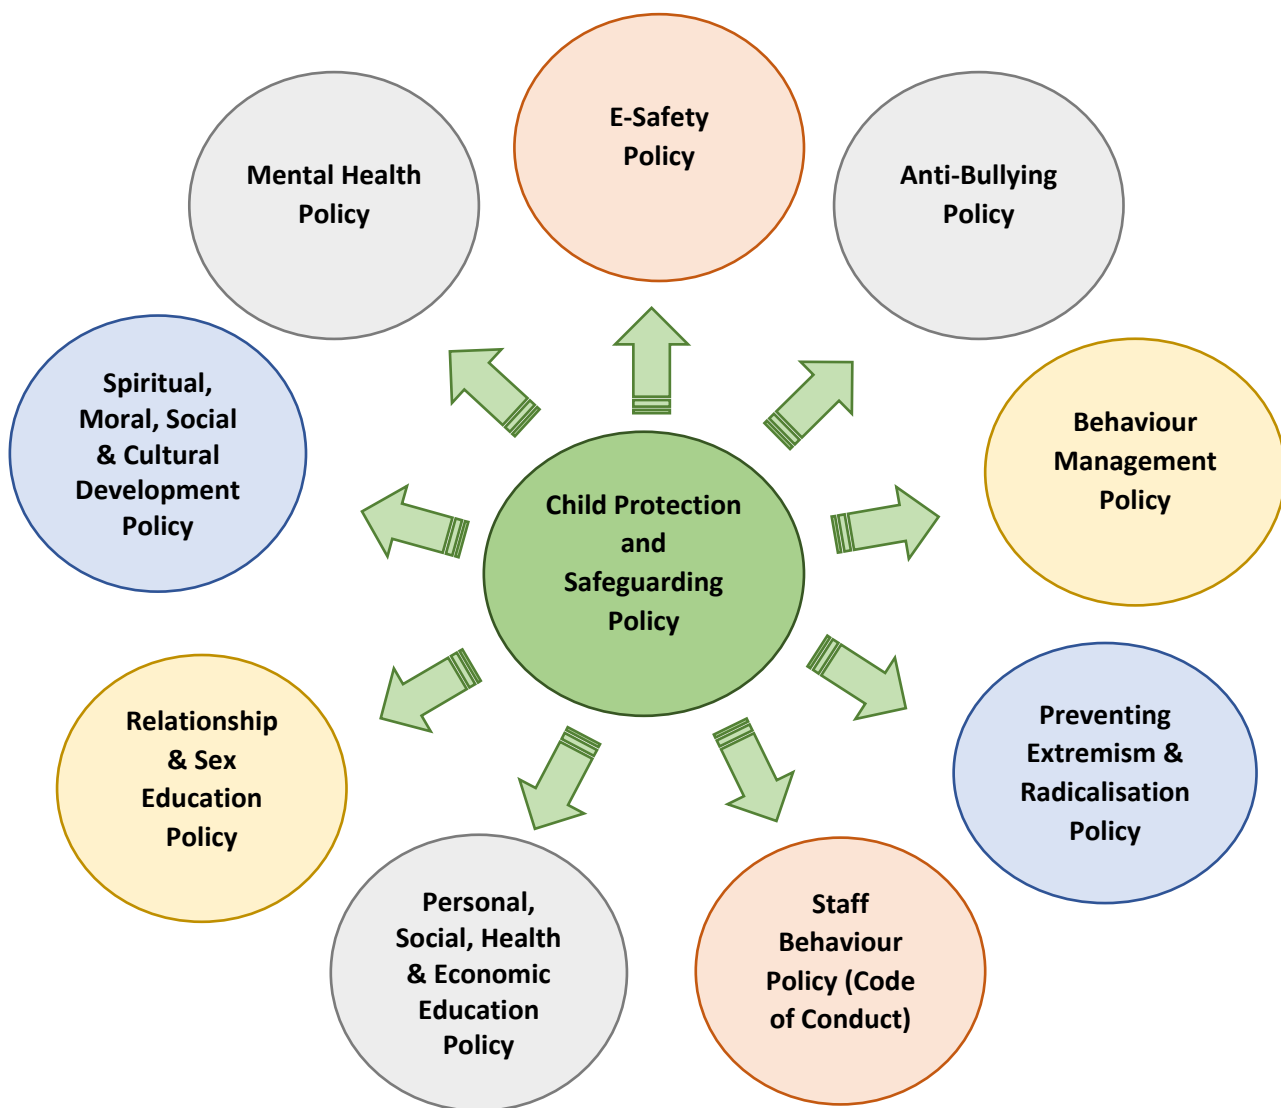 E-Safety
Policy
Mental Health
Policy
Anti-Bullying
Policy
Spiritual,
Moral, Social
& Cultural
Development
Policy
Behaviour
Management
Policy
Child Protection
and
Safeguarding
Policy
Relationship
& Sex
Education
Policy
Preventing
Extremism &
Radicalisation
Policy
Personal,
Social, Health
& Economic
Education
Policy
Staff
Behaviour
Policy (Code
of Conduct)